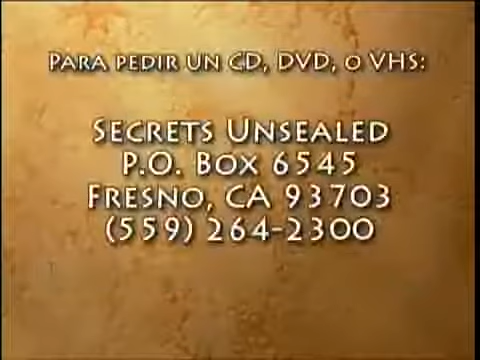 Para pedir un CD, DVD, o VHS:
Secrets Unsealed
P.O. Box 6545
Fresno, CA 93703
(559) 264-2300